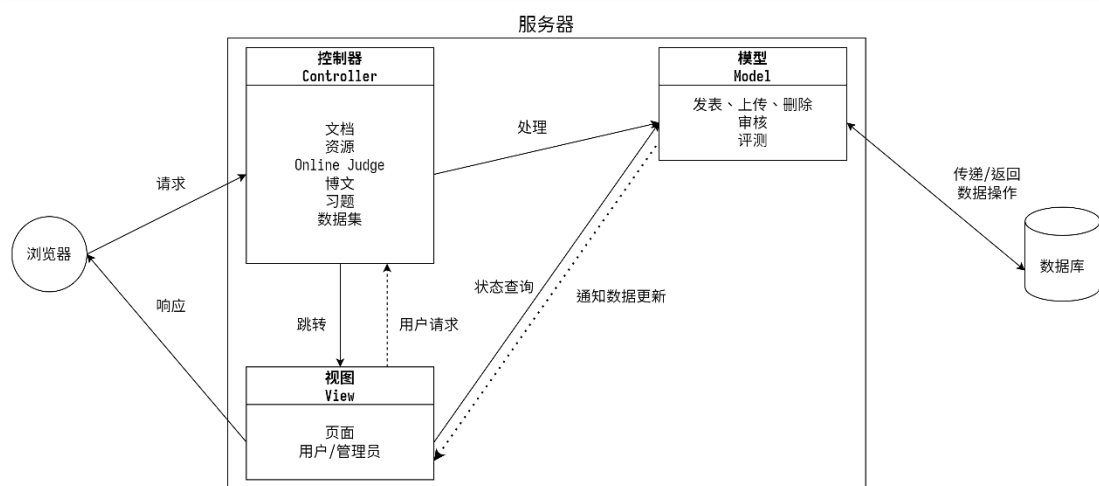 服务器
控制器
Controller
文档
资源
Online Judge
博文
习题
数据集
模型
Model
发表、上传、删除
审核
评测
处理
请求
浏览器
响应
跳转
用户请求
状态查询
通知数据更新
传递/返回
数据操作
数据库
视图
View
页面
用户/管理员